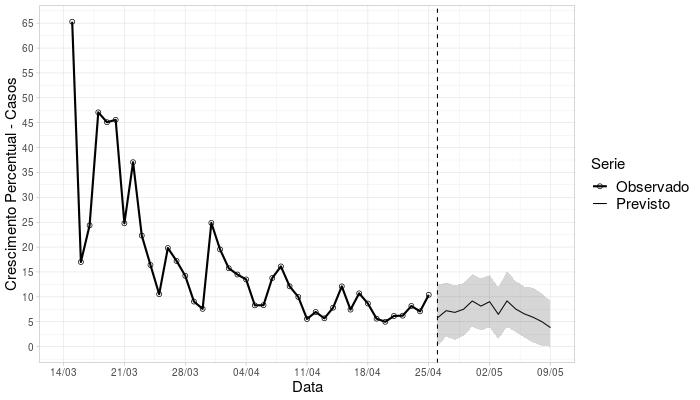 Crescimento Percentual - Casos
65
60
55
50
45
40
35
30
25
20
15
10
5
0
14/03 21/03 28/03 04/04 11/04 18/04 25/04 02/05 09/05
Data
Serie
Observado
Previsto